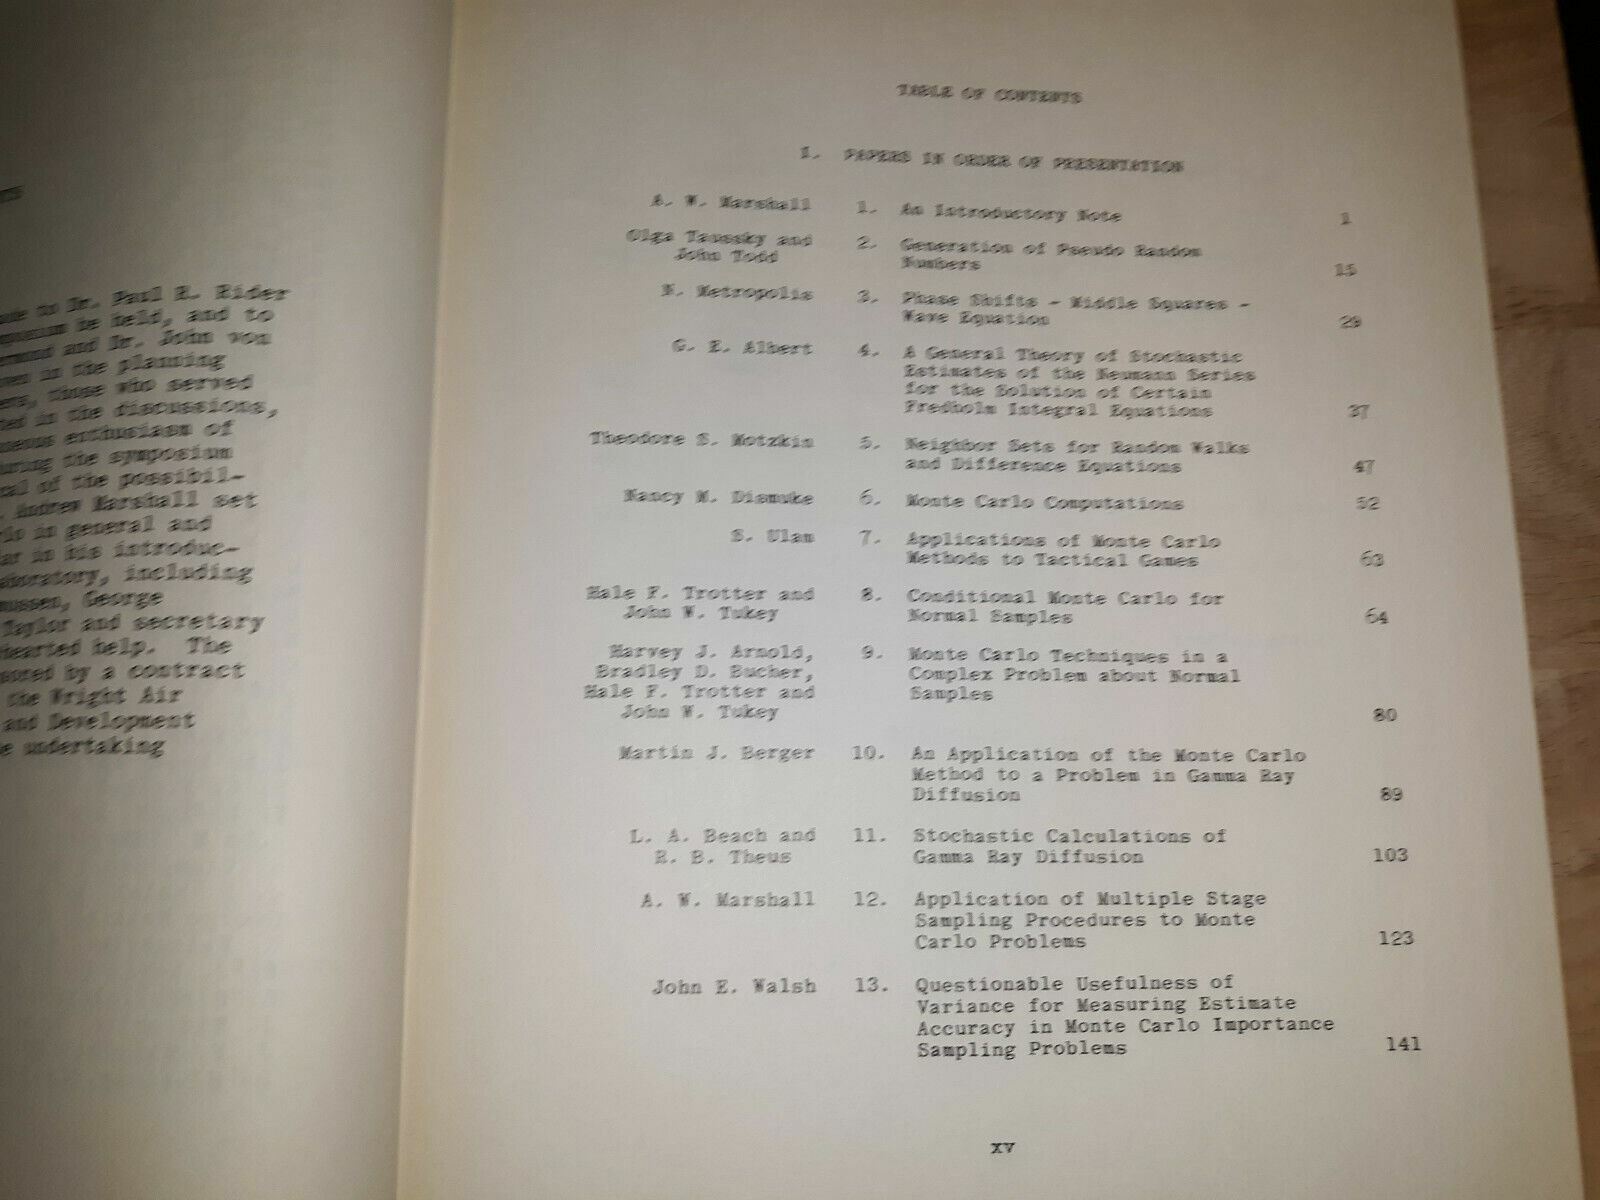 TS
to Dr. Paul R. Rider
be held, and to
and Dr. John von
in the planning
those who served
in the discussions,
enthusiasm of
during the symposium
of the possibil-
Andrew Marshall set
in general and
in his introduc-
including
George
Taylor and secretary
hearted help. The
by a contract
the Wright Air
and Development
undertaking
TABLE OF CONTENTS
1. PAPERS IN ORDER OF PRESENTATION
A. W. Marshall 1. An Introductory Note 1
Olga Taussky and 2. Generation of Pseudo Random
John Todd Numbers 15
N. Metropolis 3. Phase Shifts - Middle Squares -
Wave Equation 29
G. E. Albert 4. A General Theory of Stochastic
Estimates of the Neumann Series
for the Solution of Certain
Fredholm Integral Equations 37
Theodore S. Motzkin 5. Neighbor Sets for Random Walks
and Difference Equations 47
Nancy M. Dismuke 6. Monte Carlo Computations 52
S. Ulam 7. Applications of Monte Carlo
Methods to Tactical Games 63
Hale F. Trotter and 8. Conditional Monte Carlo for
John W. Tukey Normal Samples 64
Harvey J. Arnold, 9. Monte Carlo Techniques in a
Bradley D. Bucher, Complex Problem about Normal
Hale F. Trotter and Samples
John W. Tukey 80
Martin J. Berger 10. An Application of the Monte Carlo
Method to a Problem in Gamma Ray
Diffusion 89
L. A. Beach and 11. Stochastic Calculations of
R. B. Theus Gamma Ray Diffusion 103
A. W. Marshall 12. Application of Multiple Stage
Sampling Procedures to Monte
Carlo Problems 123
John E. Walsh 13. Questionable Usefulness of
Variance for Measuring Estimate
Accuracy in Monte Carlo Importance
Sampling Problems 141
xv